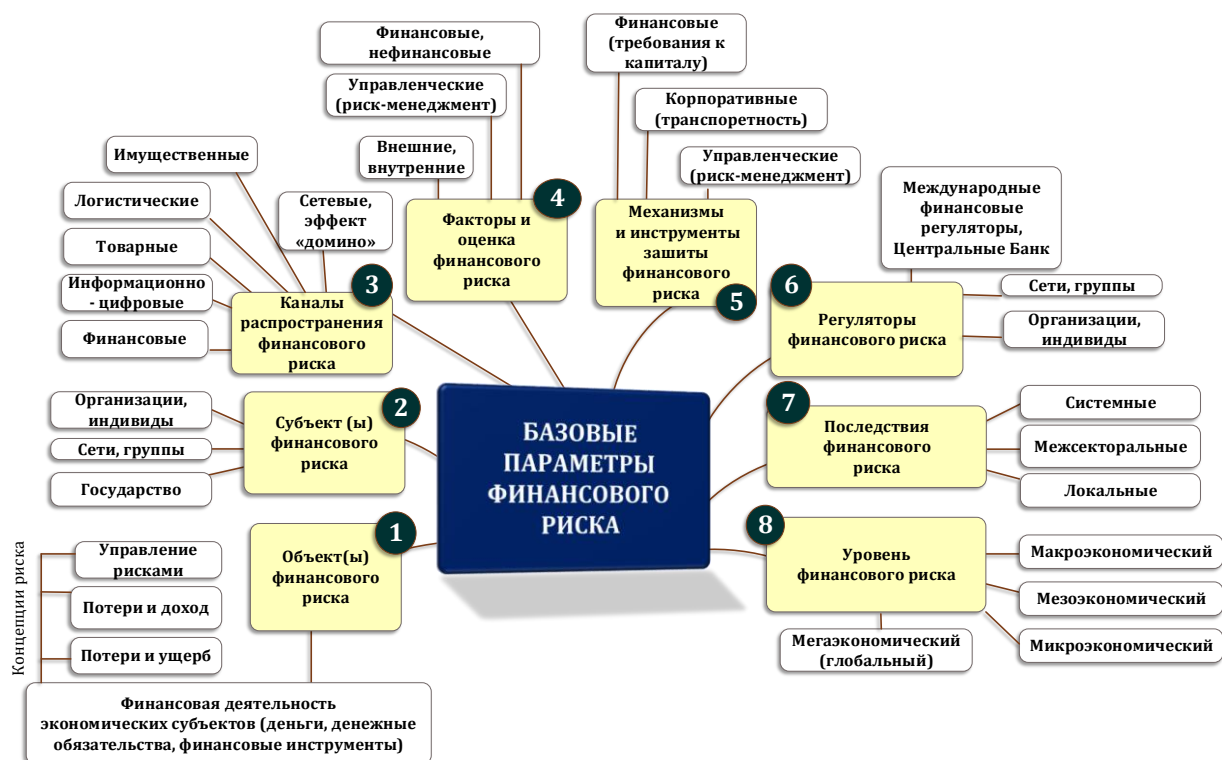 Финансовые,
нефинансовые
Управленческие
(риск-менеджмент)
Внешние,
внутренние
4
Факторы и
оценка
финансового
риска
Финансовые
(требования к
капиталу)
Корпоративные
(транспоретность)
Управленческие
(риск-менеджмент)
Механизмы
и инструменты
зашиты
финансового
риска
5
Имущественные
Логистические
Товарные
Информационно
- цифровые
Финансовые
Сетевые,
эффект
«домино»
3
Каналы
распространения
финансового
риска
Международные
финансовые
регуляторы,
Центральные Банк
Сети, группы
Организации,
индивиды
6
Регуляторы
финансового риска
Организации,
индивиды
Сети, группы
Государство
2
Субъект (ы)
финансового
риска
БАЗОВЫЕ
ПАРАМЕТРЫ
ФИНАНСОВОГО
РИСКА
7
Последствия
финансового
риска
Системные
Межсекторальные
Локальные
Концепции риска
Управление
рисками
Потери и доход
Потери и ущерб
1
Объект(ы)
финансового
риска
Финансовая деятельность
экономических субъектов (деньги, денежные
обязательства, финансовые инструменты)
8
Уровень
финансового риска
Макроэкономический
Мезоэкономический
Микроэкономический
Мегаэкономический
(глобальный)